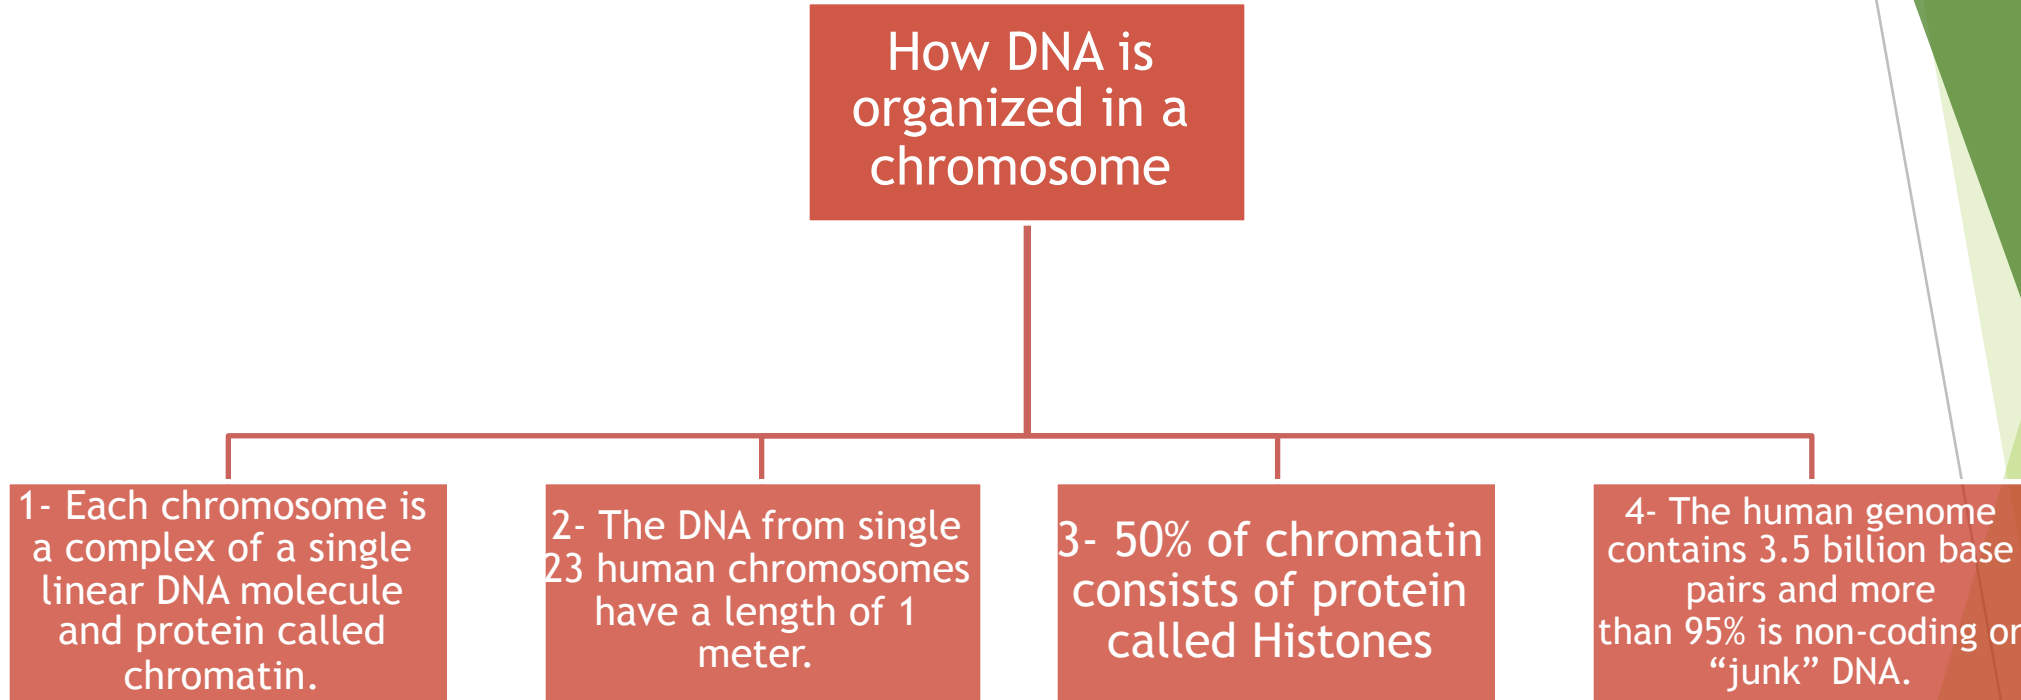 How DNA is
organized in a
chromosome
1- Each chromosome is
a complex of a single
linear DNA molecule
and protein called
chromatin.
2- The DNA from single
23 human chromosomes
have a length of 1
meter.
3- 50% of chromatin
consists of protein
called Histones
4- The human genome
contains 3.5 billion base
pairs and more
than 95% is non-coding or
“junk” DNA.